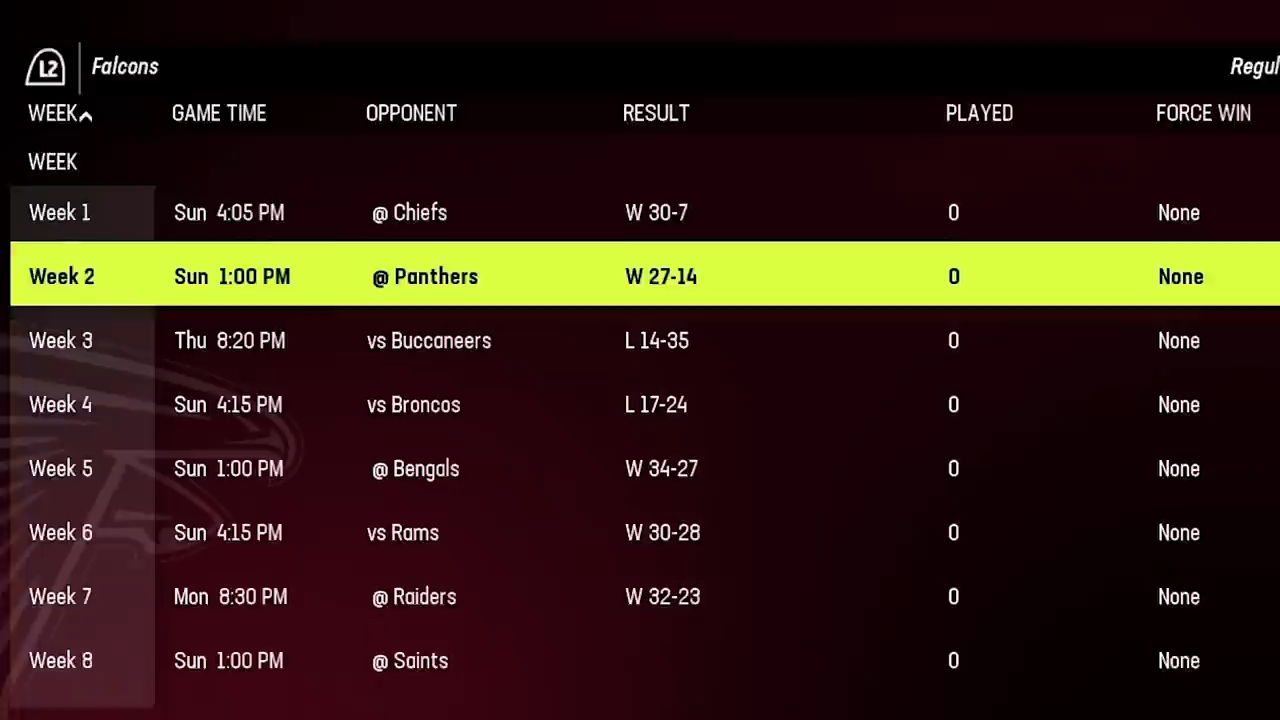 L2 Falcons Regul
WEEK GAME TIME OPPONENT RESULT PLAYED FORCE WIN
WEEK
Week 1 Sun 4:05 PM @ Chiefs W 30-7 0 None
Week 2 Sun 1:00 PM @ Panthers W 27-14 0 None
Week 3 Thu 8:20 PM vs Buccaneers L 14-35 0 None
Week 4 Sun 4:15 PM vs Broncos L 17-24 0 None
Week 5 Sun 1:00 PM @ Bengals W 34-27 0 None
Week 6 Sun 4:15 PM vs Rams W 30-28 0 None
Week 7 Mon 8:30 PM @ Raiders W 32-23 0 None
Week 8 Sun 1:00 PM @ Saints 0 None